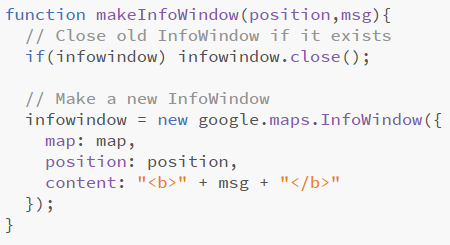 function makeInfoWindow(position,msg){
  // Close old InfoWindow if it exists
  if(infowindow) infowindow.close();

  // Make a new InfoWindow
  infowindow = new google.maps.InfoWindow({
    map: map,
    position: position,
    content: "<b>" + msg + "</b>"
  });
}